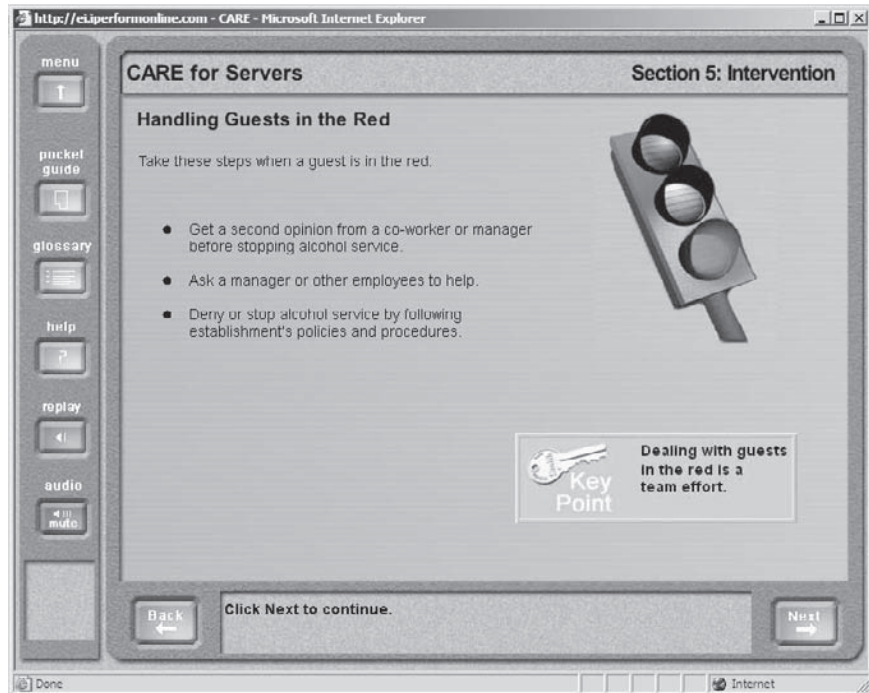 http://ei.iperformonline.com - CARE - Microsoft Internet Explorer
menu
pocket
guide
glossary
help
?
replay
audio
mute
CARE for Servers
Section 5: Intervention
Handling Guests in the Red
Take these steps when a guest is in the red:
Get a second opinion from a co-worker or manager
before stopping alcohol service.
Ask a manager or other employees to help.
Deny or stop alcohol service by following
establishment's policies and procedures.
Key
Point
Dealing with guests
in the red is a
team effort.
Back
Click Next to continue.
Next
Done
Internet